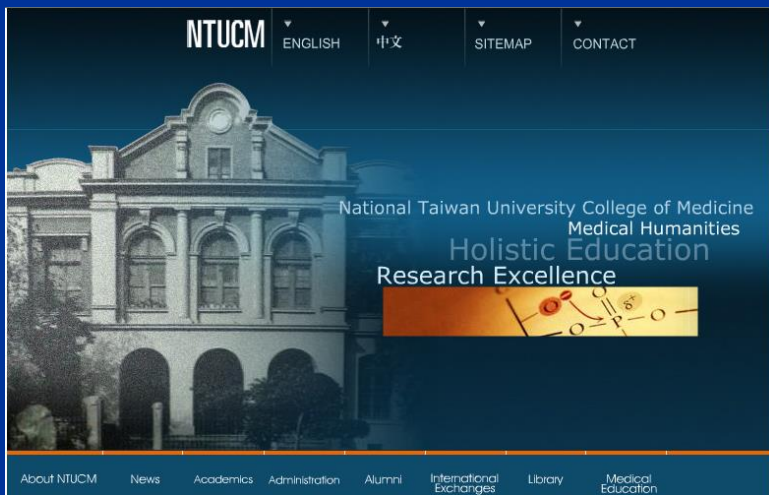 NTUCM ENGLISH 中文 SITEMAP CONTACT
National Taiwan University College of Medicine
Medical Humanities
Holistic Education
Research Excellence
O
O δ+
O—P—O
About NTUCM News Academics Administration Alumni International Exchanges Library Medical Education